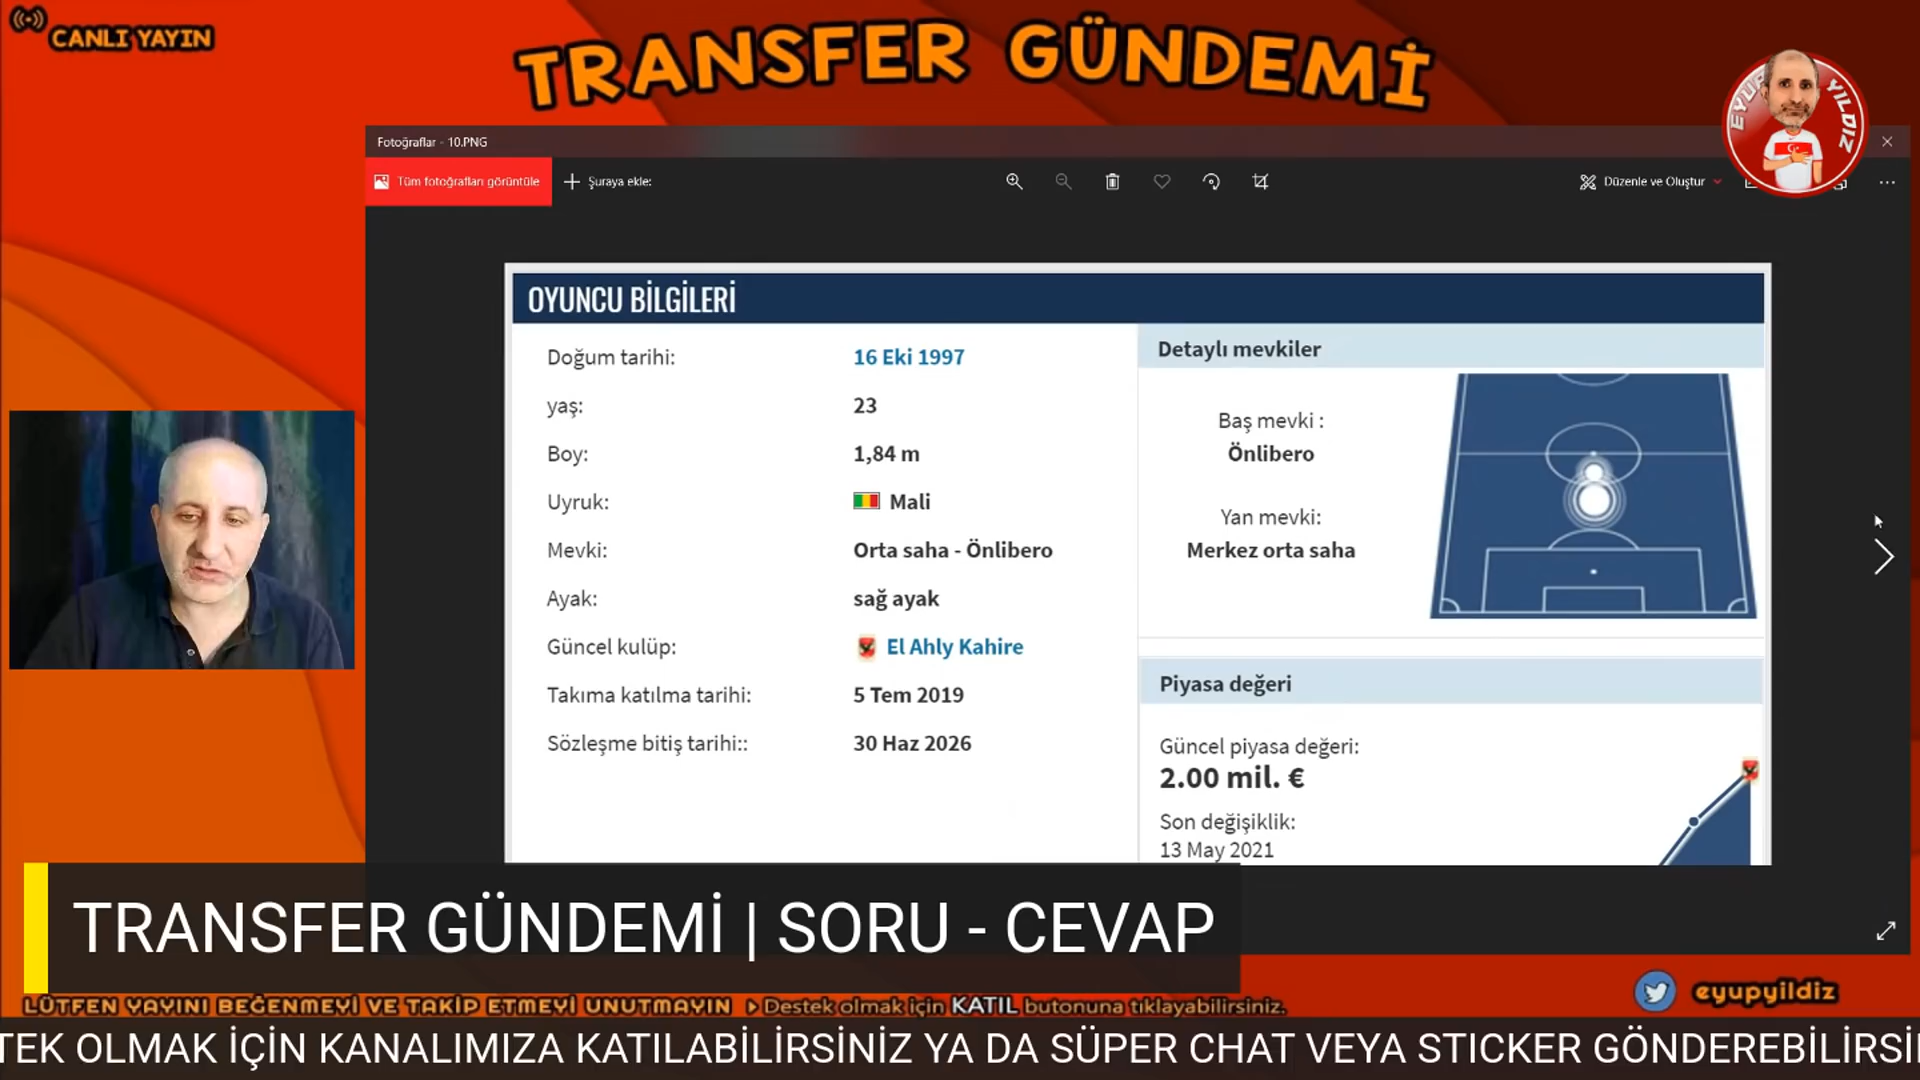 CANLI YAYIN
TRANSFER GÜNDEMİ
EYUP YILDIZ
Fotoğraflar - 10.PNG
Tüm fotoğrafları görüntüle
Şuraya ekle:
Düzenle ve Oluştur
OYUNCU BİLGİLERİ
Doğum tarihi: 16 Eki 1997
yaş: 23
Boy: 1,84 m
Uyruk: Mali
Mevki: Orta saha - Önlibero
Ayak: sağ ayak
Güncel kulüp: El Ahly Kahire
Takıma katılma tarihi: 5 Tem 2019
Sözleşme bitiş tarihi:: 30 Haz 2026
Detaylı mevkiler
Baş mevki :
Önlibero
Yan mevki:
Merkez orta saha
Piyasa değeri
Güncel piyasa değeri:
2.00 mil. €
Son değişiklik:
13 May 2021
TRANSFER GÜNDEMİ | SORU - CEVAP
eyupyildiz
LÜTFEN YAYINI BEĞENMEYİ VE TAKİP ETMEYİ UNUTMAYIN Destek olmak için KATIL butonuna tıklayabilirsiniz.
TEK OLMAK İÇİN KANALIMIZA KATILABİLİRSİNİZ YA DA SÜPER CHAT VEYA STICKER GÖNDEREBİLİRSİ